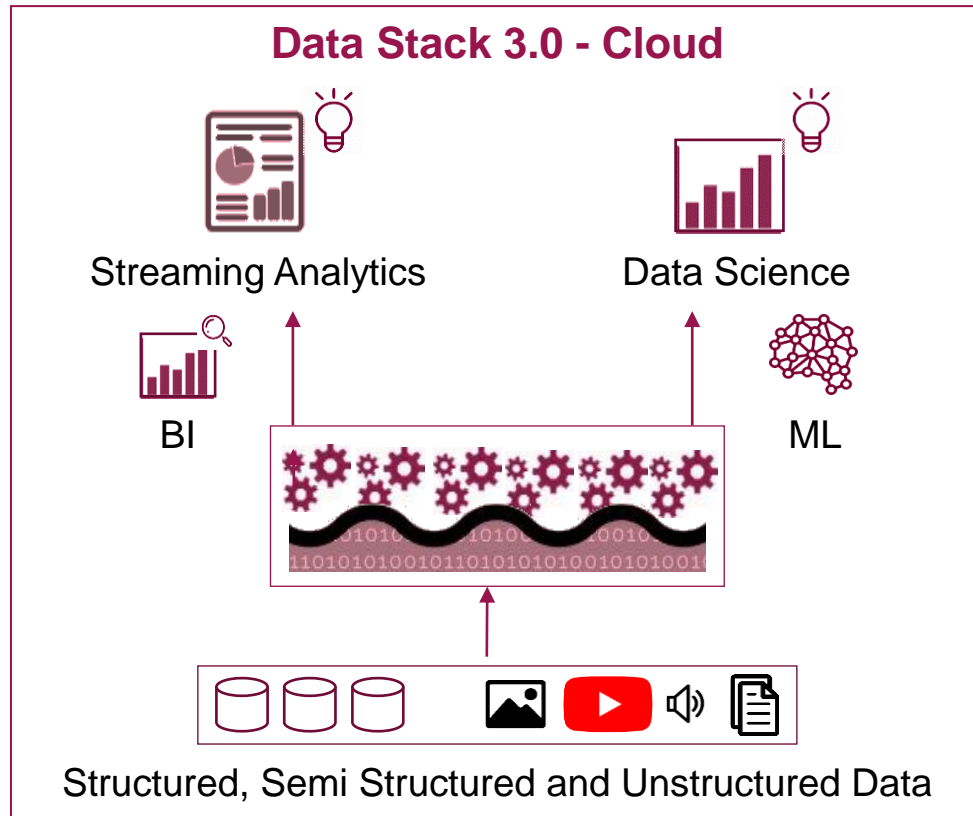 Data Stack 3.0 - Cloud
Streaming Analytics
Data Science
BI
ML
Structured, Semi Structured and Unstructured Data